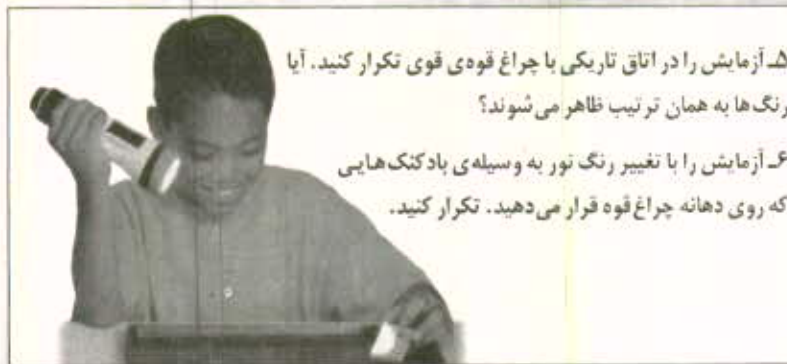 ۵ـ آزمایش را در اتاق تاریکی با چراغ قوه‌ی قوی تکرار کنید. آیا
رنگ‌ها به همان ترتیب ظاهر می‌شوند؟
۶ـ آزمایش را با تغییر رنگ نور به وسیله‌ی بادکنک‌هایی
که روی دهانه چراغ‌قوه قرار می‌دهید. تکرار کنید.